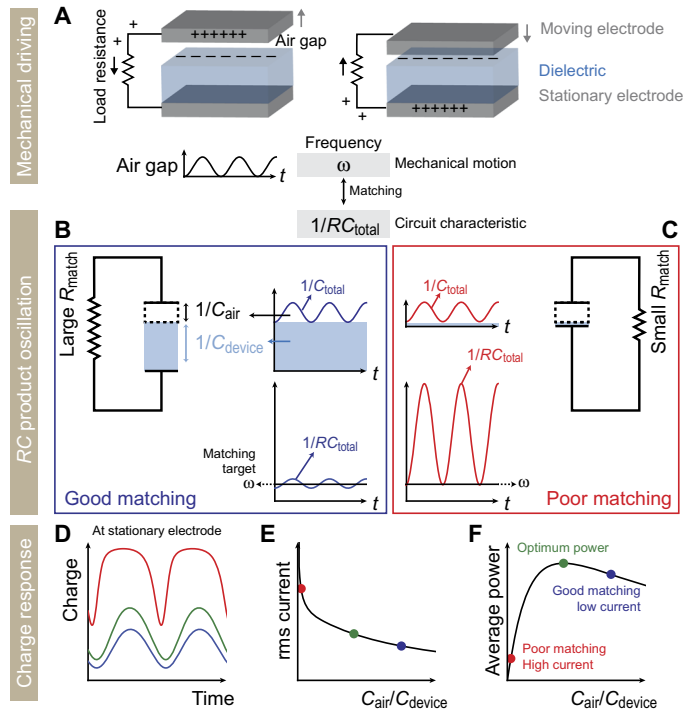 Mechanical driving
A
Load resistance
+
+
++++++
Air gap
– – – – – – –
+
+
++++++
– – – – – – –
Moving electrode
Dielectric
Stationary electrode
Air gap
t
Frequency
ω
Mechanical motion
Matching
1/RCtotal
Circuit characteristic
RC product oscillation
B
Large Rmatch
1/Cair
1/Cdevice
1/Ctotal
t
1/RCtotal
Matching
target
ω
t
Good matching
C
1/Ctotal
t
Small Rmatch
1/RCtotal
ω
t
Poor matching
Charge response
D
At stationary electrode
Charge
Time
E
rms current
Cair/Cdevice
F
Average power
Optimum power
Good matching
low current
Poor matching
High current
Cair/Cdevice